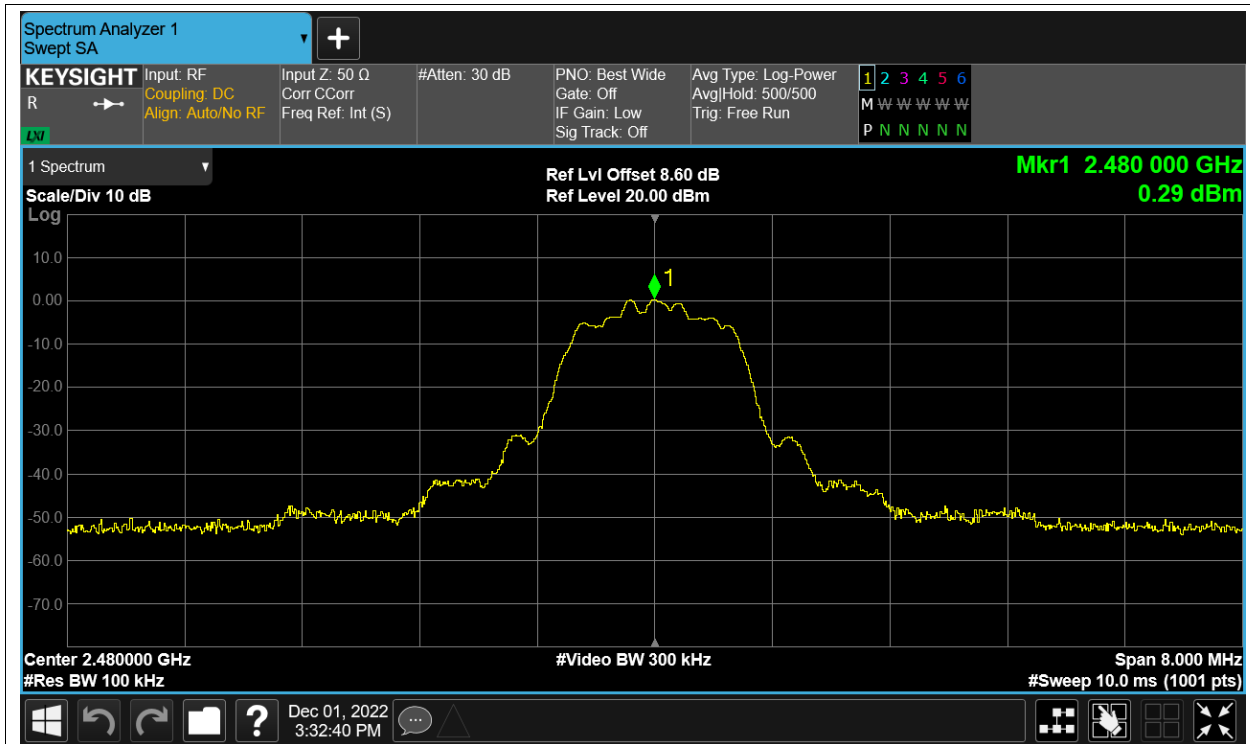 Spectrum Analyzer 1
Swept SA
+
KEYSIGHT
R
LXI
Input: RF
Coupling: DC
Align: Auto/No RF
Input Z: 50 Ω
Corr CCorr
Freq Ref: Int (S)
#Atten: 30 dB
PNO: Best Wide
Gate: Off
IF Gain: Low
Sig Track: Off
Avg Type: Log-Power
Avg|Hold: 500/500
Trig: Free Run
1 2 3 4 5 6
M W W W W W
P N N N N N
1 Spectrum
Scale/Div 10 dB
Ref Lvl Offset 8.60 dB
Ref Level 20.00 dBm
Mkr1 2.480 000 GHz
0.29 dBm
Log
1
10.0
0.00
-10.0
-20.0
-30.0
-40.0
-50.0
-60.0
-70.0
Center 2.480000 GHz
#Res BW 100 kHz
#Video BW 300 kHz
Span 8.000 MHz
#Sweep 10.0 ms (1001 pts)
?
Dec 01, 2022
3:32:40 PM